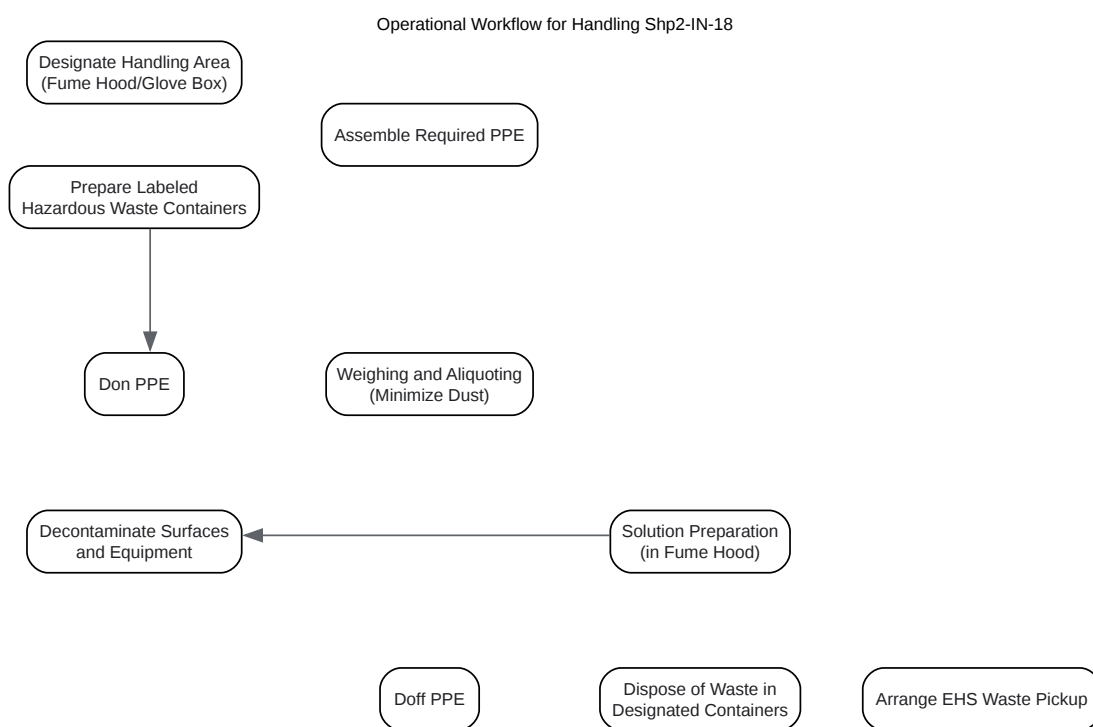 Operational Workflow for Handling Shp2-IN-18
Designate Handling Area
(Fume Hood/Glove Box)
Assemble Required PPE
Prepare Labeled
Hazardous Waste Containers
Don PPE
Weighing and Aliquoting
(Minimize Dust)
Decontaminate Surfaces
and Equipment
Solution Preparation
(in Fume Hood)
Doff PPE
Dispose of Waste in
Designated Containers
Arrange EHS Waste Pickup